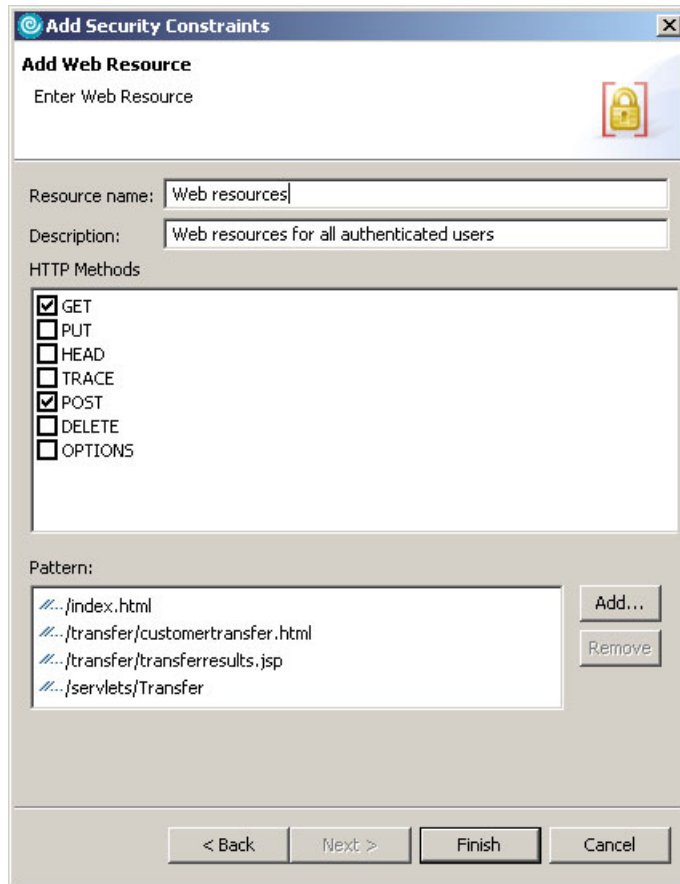 Add Security Constraints
Add Web Resource
Enter Web Resource
Resource name: Web resources
Description: Web resources for all authenticated users
HTTP Methods
GET
PUT
HEAD
TRACE
POST
DELETE
OPTIONS
Pattern:
//.../index.html
//.../transfer/customertransfer.html
//.../transfer/transferresults.jsp
//.../servlets/Transfer
Add...
Remove
< Back Next > Finish Cancel